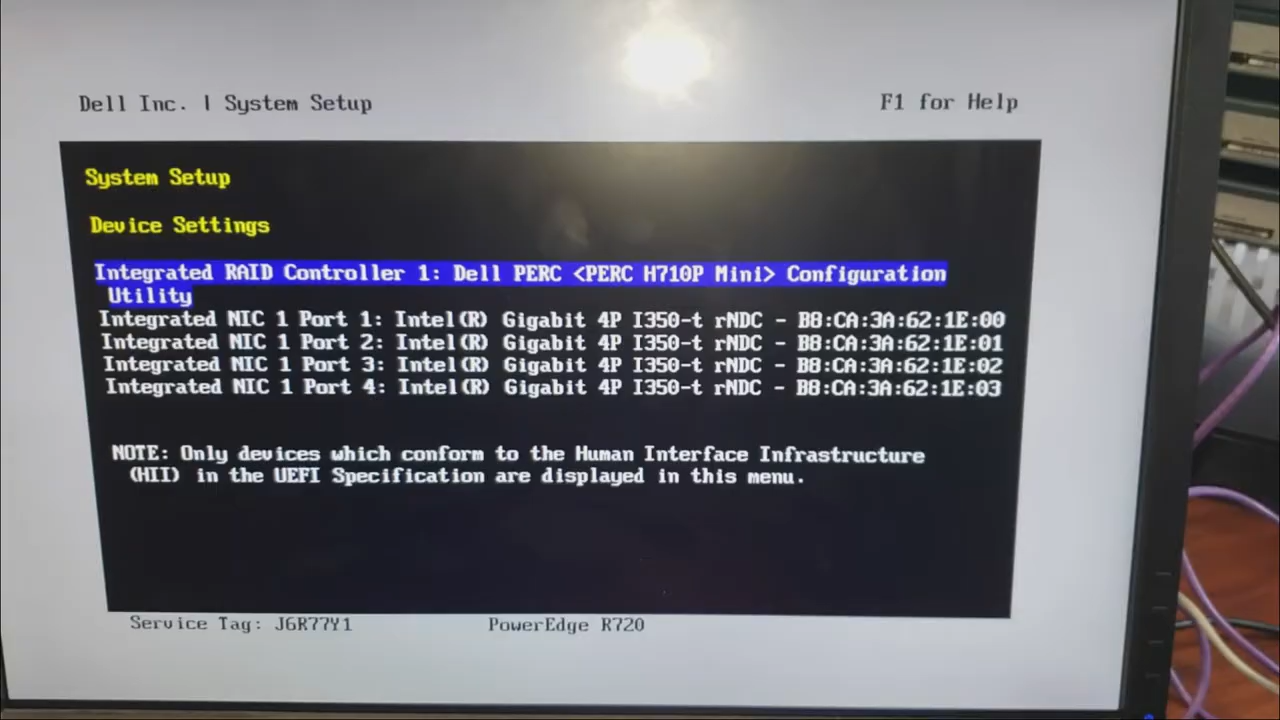 Dell Inc. | System Setup
F1 for Help
System Setup
Device Settings
Integrated RAID Controller 1: Dell PERC <PERC H710P Mini> Configuration
Utility
Integrated NIC 1 Port 1: Intel(R) Gigabit 4P I350-t rNDC - B8:CA:3A:62:1E:00
Integrated NIC 1 Port 2: Intel(R) Gigabit 4P I350-t rNDC - B8:CA:3A:62:1E:01
Integrated NIC 1 Port 3: Intel(R) Gigabit 4P I350-t rNDC - B8:CA:3A:62:1E:02
Integrated NIC 1 Port 4: Intel(R) Gigabit 4P I350-t rNDC - B8:CA:3A:62:1E:03
NOTE: Only devices which conform to the Human Interface Infrastructure
(HII) in the UEFI Specification are displayed in this menu.
Service Tag: J6R77Y1
PowerEdge R720